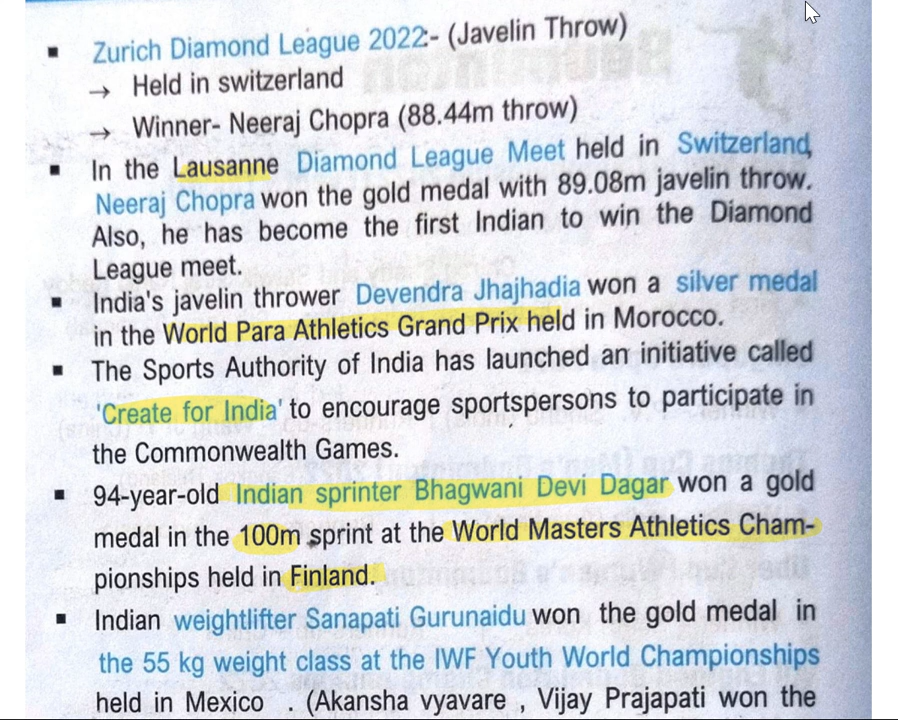 ▪ Zurich Diamond League 2022:- (Javelin Throw)
→ Held in switzerland
→ Winner- Neeraj Chopra (88.44m throw)
▪ In the Lausanne Diamond League Meet held in Switzerland,
Neeraj Chopra won the gold medal with 89.08m javelin throw.
Also, he has become the first Indian to win the Diamond
League meet.
▪ India's javelin thrower Devendra Jhajhadia won a silver medal
in the World Para Athletics Grand Prix held in Morocco.
▪ The Sports Authority of India has launched an initiative called
'Create for India' to encourage sportspersons to participate in
the Commonwealth Games.
▪ 94-year-old Indian sprinter Bhagwani Devi Dagar won a gold
medal in the 100m sprint at the World Masters Athletics Cham-
pionships held in Finland.
▪ Indian weightlifter Sanapati Gurunaidu won the gold medal in
the 55 kg weight class at the IWF Youth World Championships
held in Mexico . (Akansha vyavare , Vijay Prajapati won the